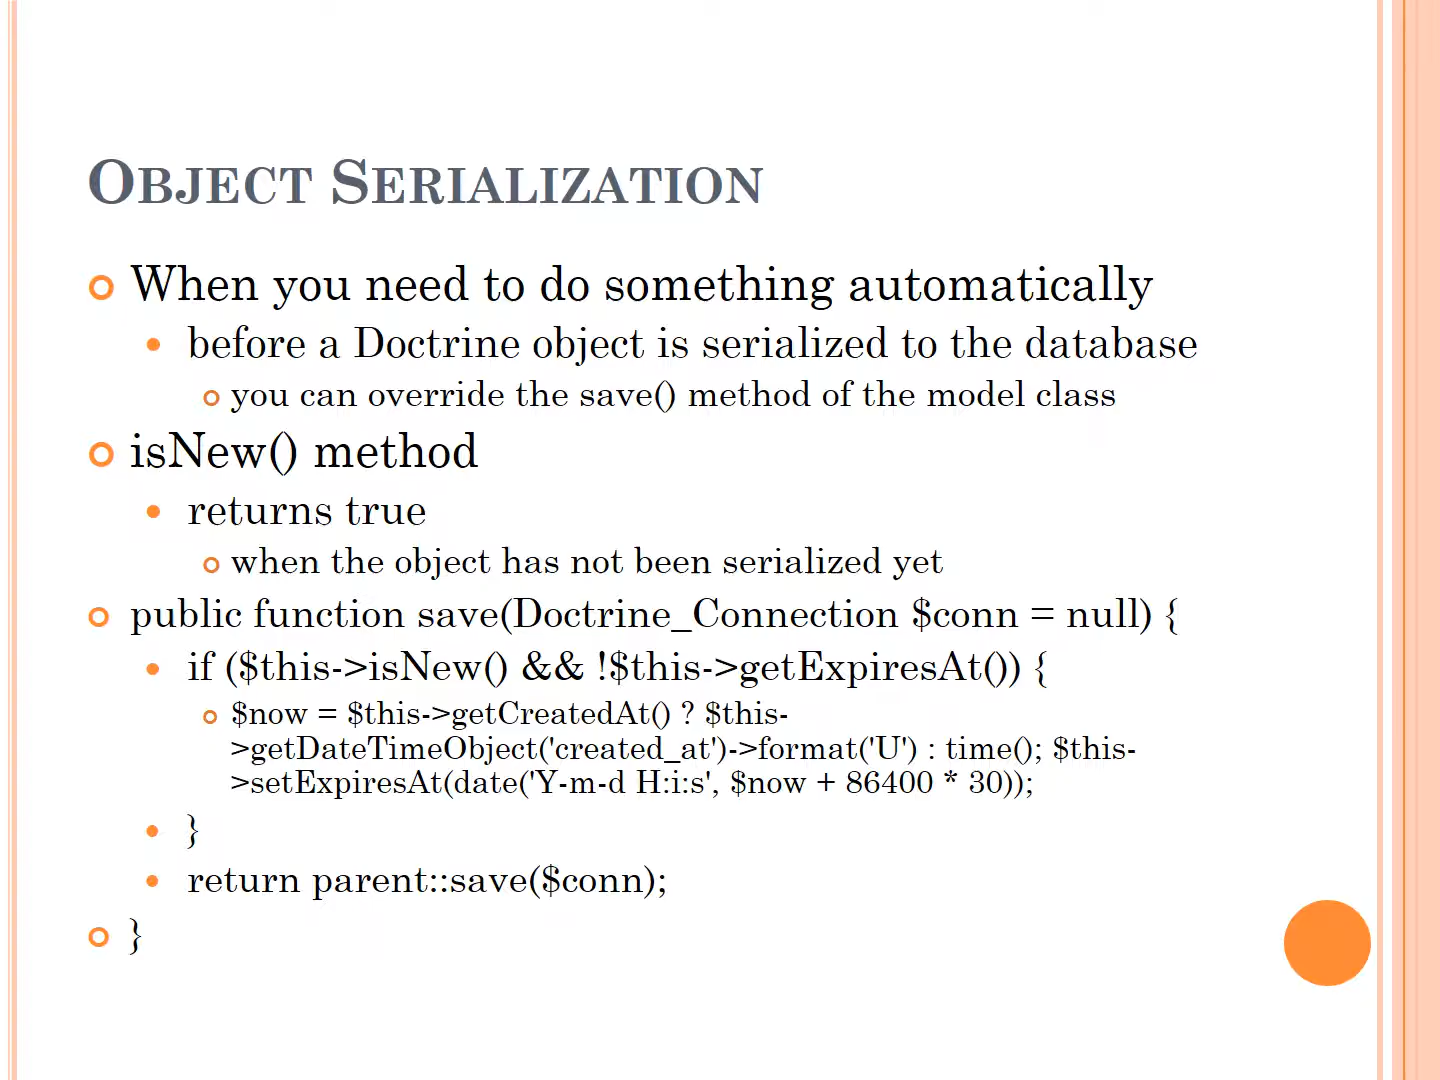 OBJECT SERIALIZATION
When you need to do something automatically
before a Doctrine object is serialized to the database
you can override the save() method of the model class
isNew() method
returns true
when the object has not been serialized yet
public function save(Doctrine_Connection $conn = null) {
if ($this->isNew() && !$this->getExpiresAt()) {
$now = $this->getCreatedAt() ? $this-
>getDateTimeObject('created_at')->format('U') : time(); $this-
>setExpiresAt(date('Y-m-d H:i:s', $now + 86400 * 30));
}
return parent::save($conn);
}